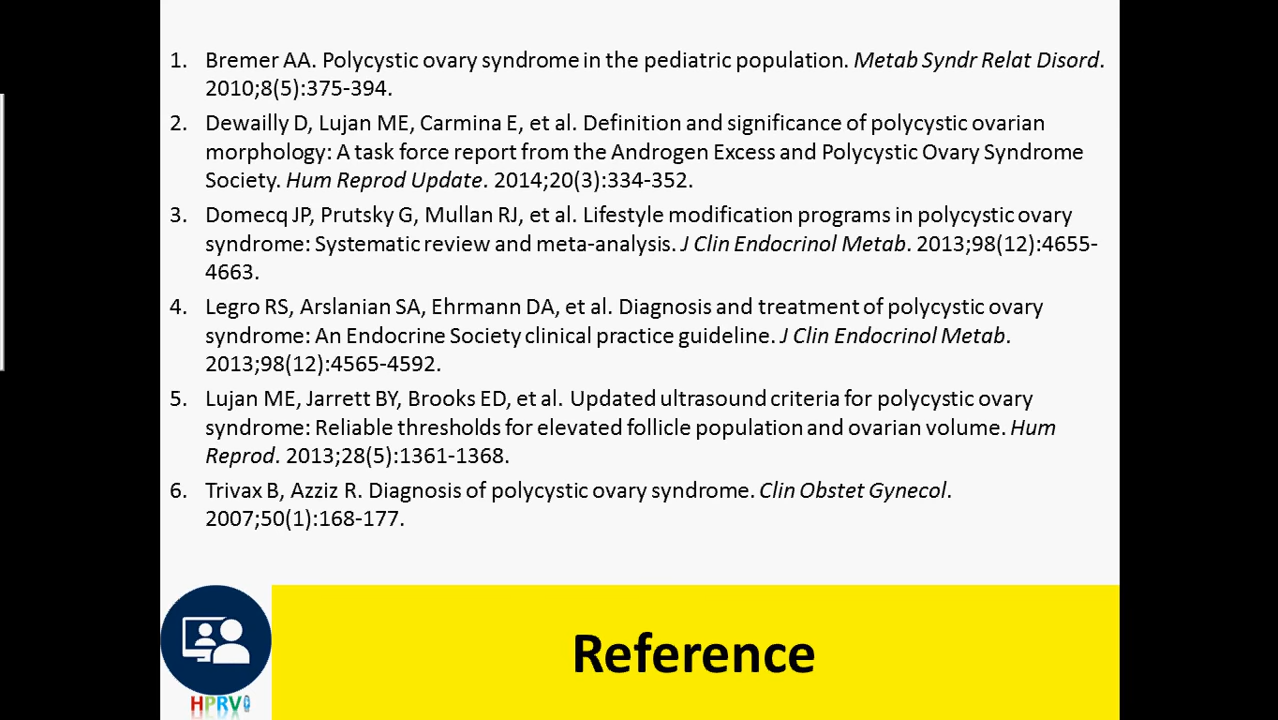 1. Bremer AA. Polycystic ovary syndrome in the pediatric population. Metab Syndr Relat Disord.
2010;8(5):375-394.
2. Dewailly D, Lujan ME, Carmina E, et al. Definition and significance of polycystic ovarian
morphology: A task force report from the Androgen Excess and Polycystic Ovary Syndrome
Society. Hum Reprod Update. 2014;20(3):334-352.
3. Domecq JP, Prutsky G, Mullan RJ, et al. Lifestyle modification programs in polycystic ovary
syndrome: Systematic review and meta-analysis. J Clin Endocrinol Metab. 2013;98(12):4655-
4663.
4. Legro RS, Arslanian SA, Ehrmann DA, et al. Diagnosis and treatment of polycystic ovary
syndrome: An Endocrine Society clinical practice guideline. J Clin Endocrinol Metab.
2013;98(12):4565-4592.
5. Lujan ME, Jarrett BY, Brooks ED, et al. Updated ultrasound criteria for polycystic ovary
syndrome: Reliable thresholds for elevated follicle population and ovarian volume. Hum
Reprod. 2013;28(5):1361-1368.
6. Trivax B, Azziz R. Diagnosis of polycystic ovary syndrome. Clin Obstet Gynecol.
2007;50(1):168-177.
Reference
HPRV